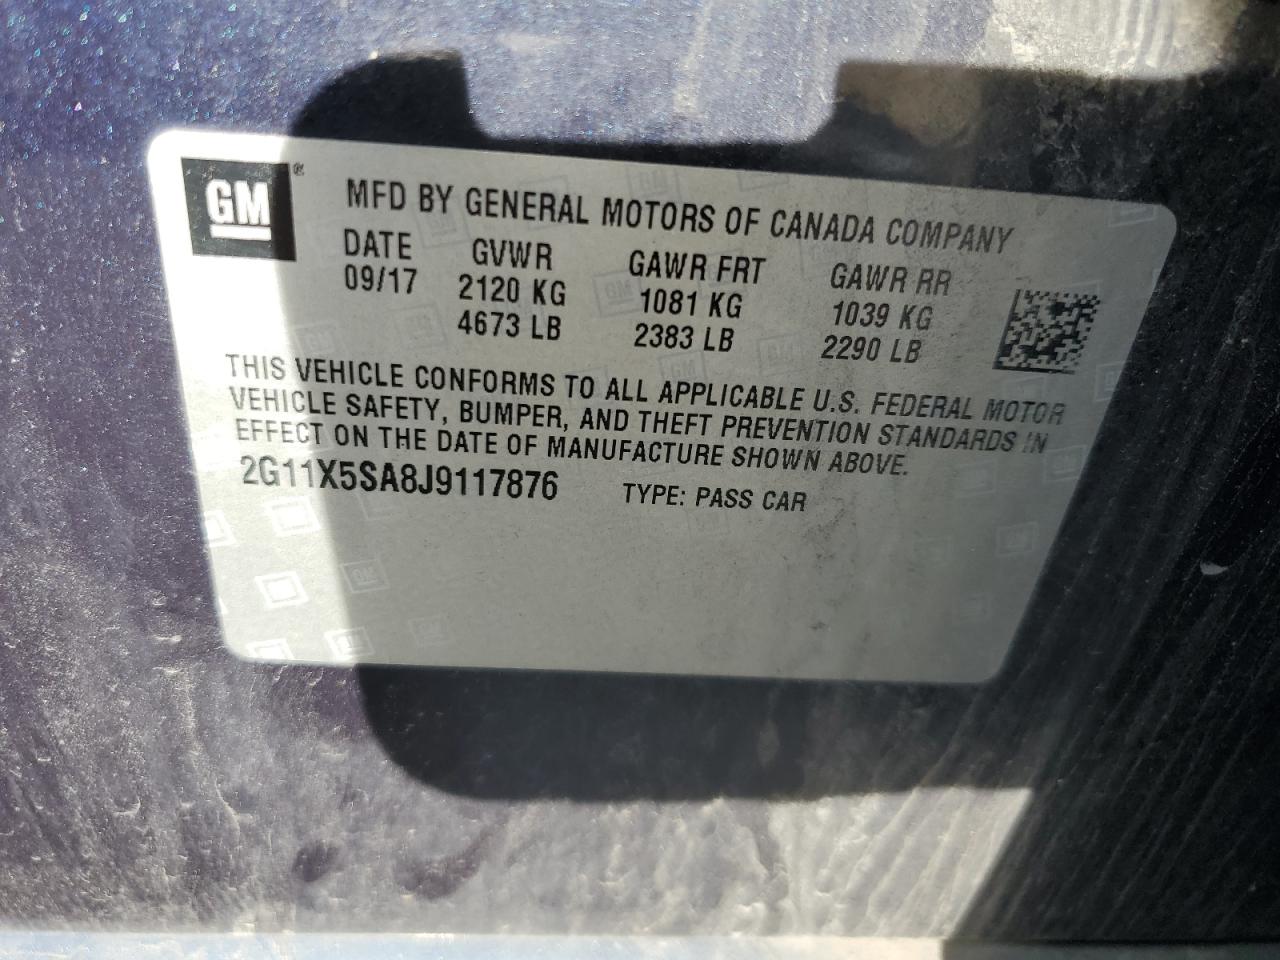 GM®
MFD BY GENERAL MOTORS OF CANADA COMPANY
DATE GVWR GAWR FRT GAWR RR
09/17 2120 KG 1081 KG 1039 KG
4673 LB 2383 LB 2290 LB
THIS VEHICLE CONFORMS TO ALL APPLICABLE U.S. FEDERAL MOTOR
VEHICLE SAFETY, BUMPER, AND THEFT PREVENTION STANDARDS IN
EFFECT ON THE DATE OF MANUFACTURE SHOWN ABOVE.
2G11X5SA8J9117876 TYPE: PASS CAR